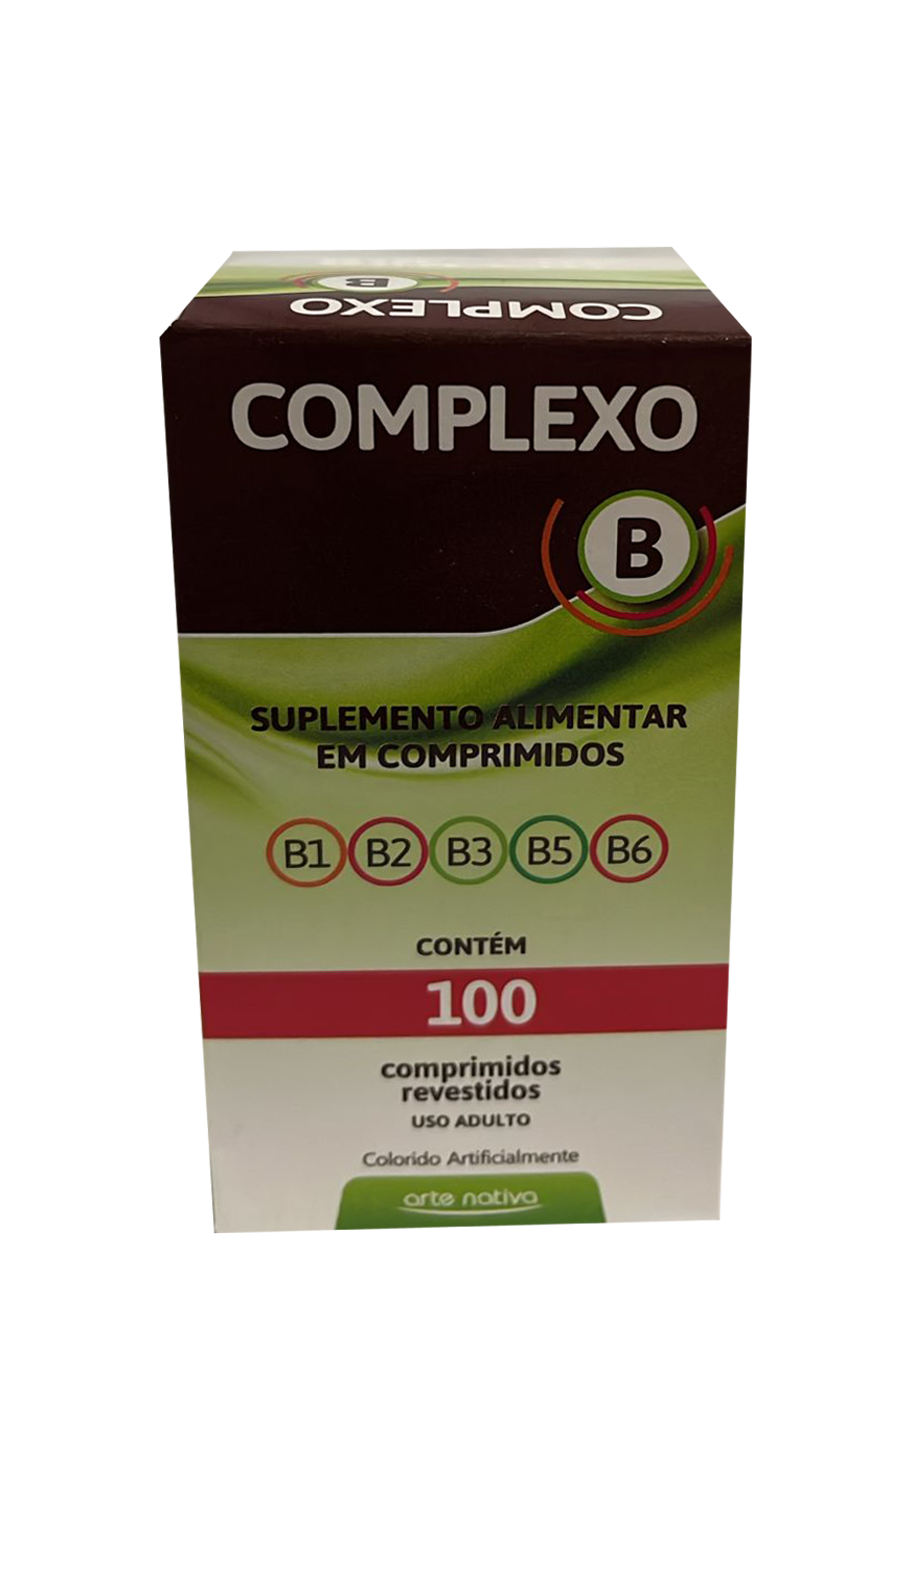 B
COMPLEXO
COMPLEXO
B
SUPLEMENTO ALIMENTAR
EM COMPRIMIDOS
B1 B2 B3 B5 B6
CONTÉM
100
comprimidos
revestidos
USO ADULTO
Colorido Artificialmente
arte nativa